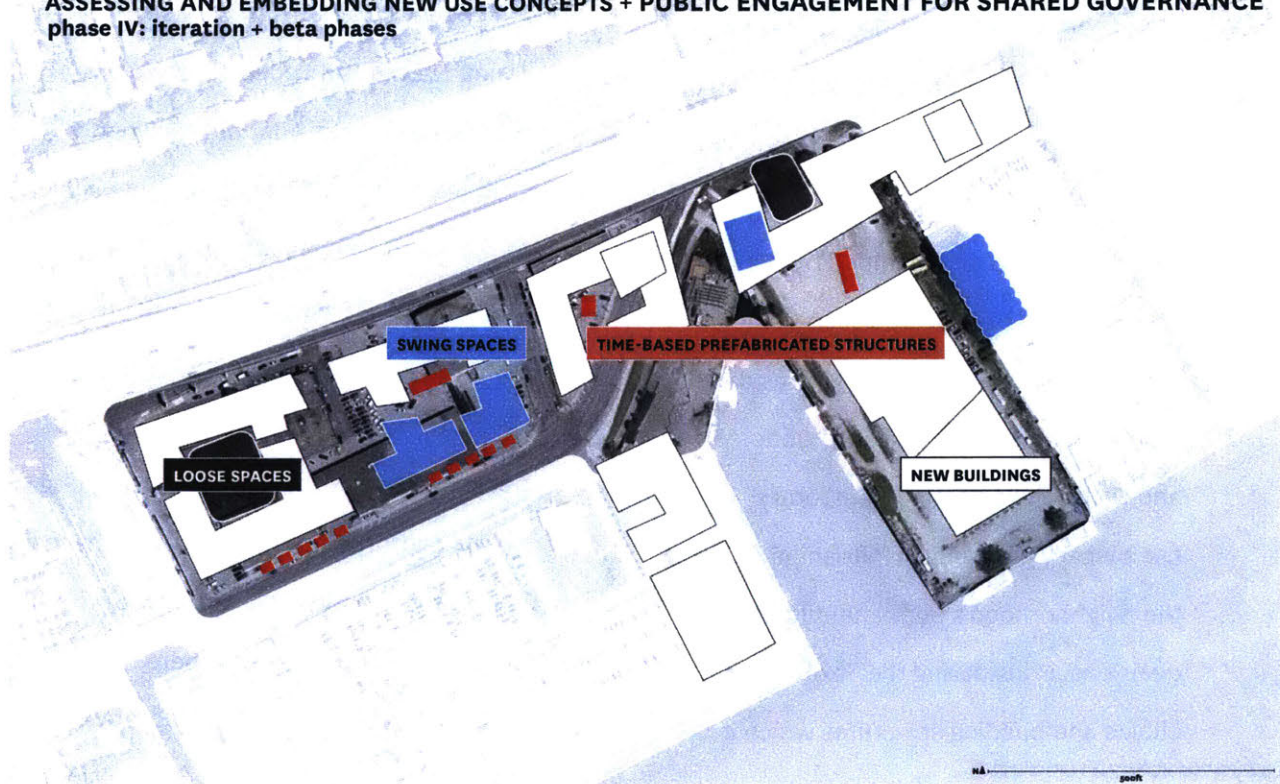 ASSESSING AND EMBEDDING NEW USE CONCEPTS + PUBLIC ENGAGEMENT FOR SHARED GOVERNANCE
phase IV: iteration + beta phases
SWING SPACES
TIME-BASED PREFABRICATED STRUCTURES
LOOSE SPACES
NEW BUILDINGS
N
500ft